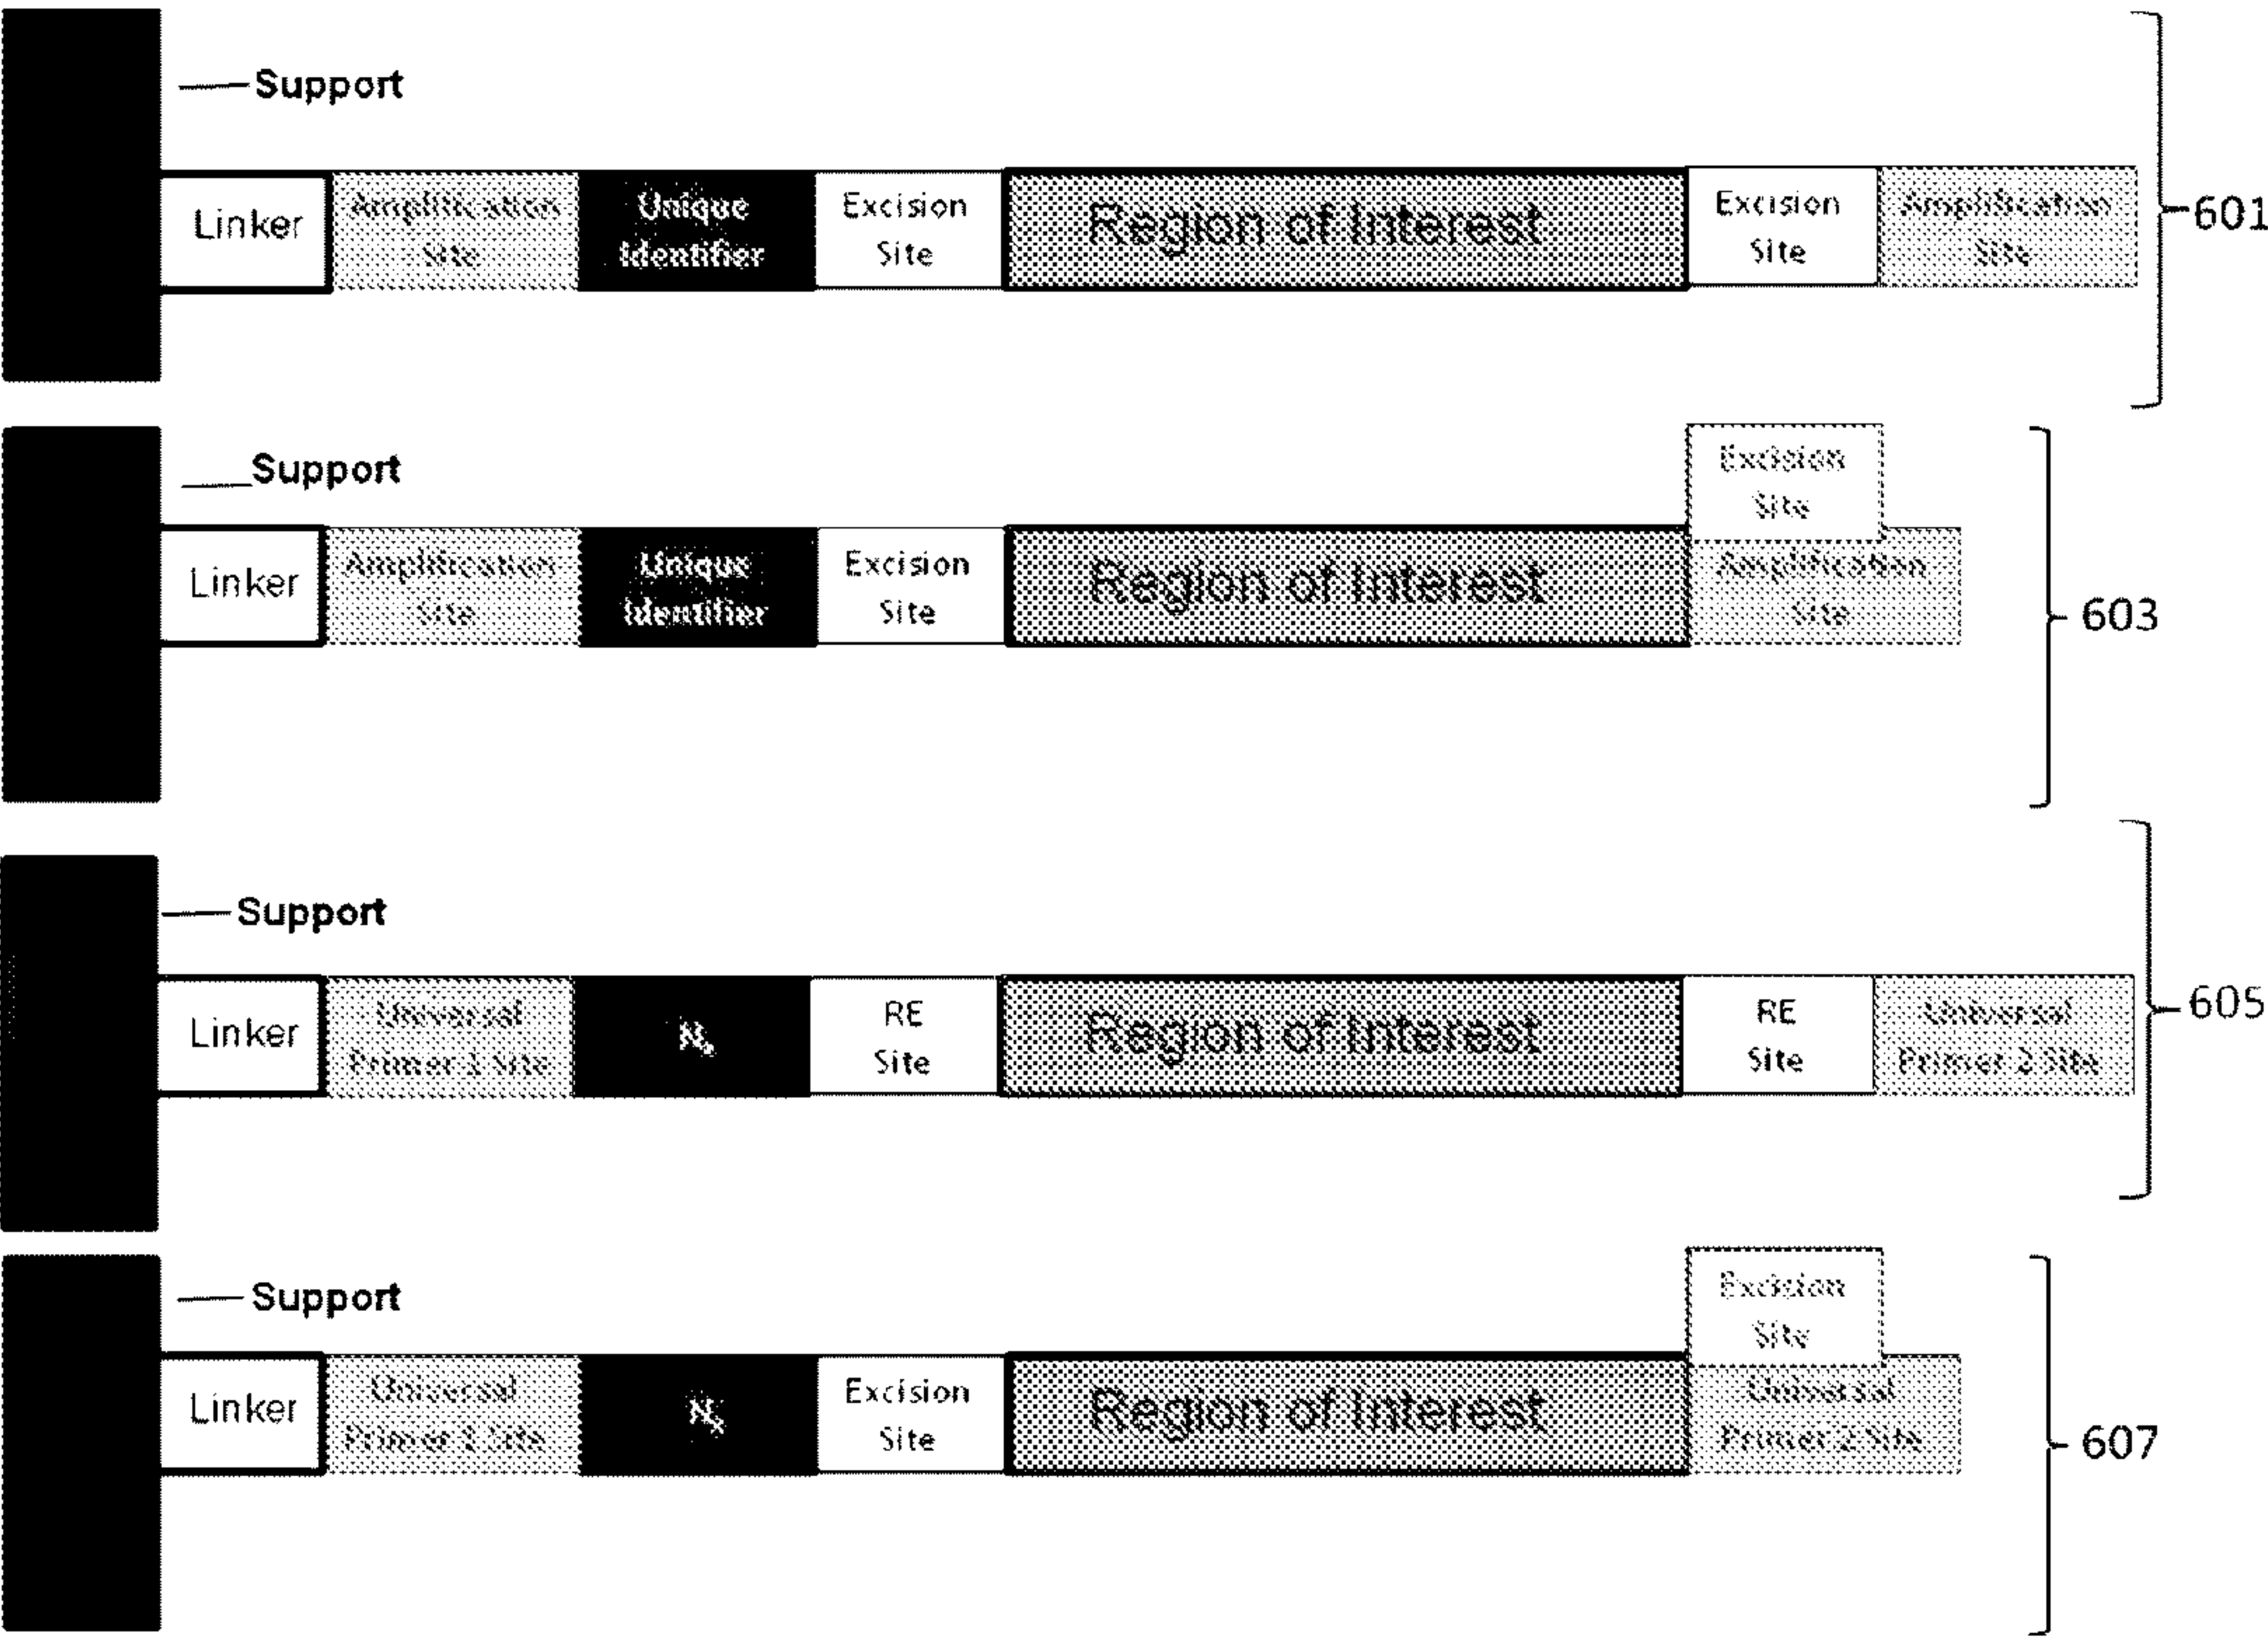 Support
Linker
Amplification
Site
Unique
Identifier
Excision
Site
Region of Interest
Excision
Site
Amplification
Site
601
Support
Linker
Amplification
Site
Unique
Identifier
Excision
Site
Region of Interest
Excision
Site
Amplification
Site
603
Support
Linker
Universal
Primer 1 Site
Nx
RE
Site
Region of Interest
RE
Site
Universal
Primer 2 Site
605
Support
Linker
Universal
Primer 1 Site
Nx
Excision
Site
Region of Interest
Excision
Site
Universal
Primer 2 Site
607